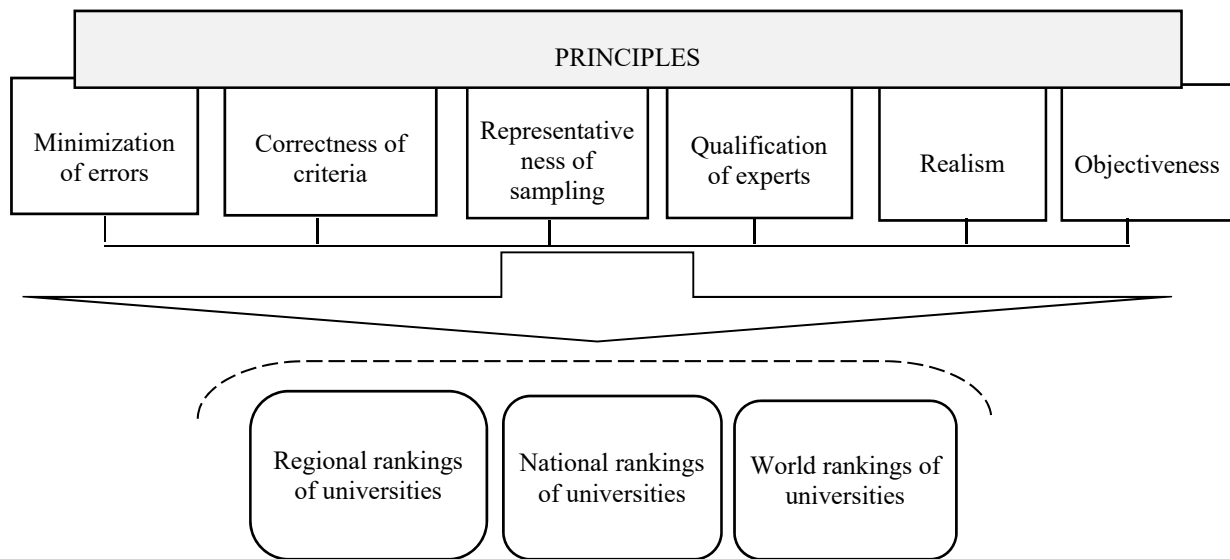 PRINCIPLES
Minimization
of errors
Correctness of
criteria
Representative
ness of
sampling
Qualification
of experts
Realism
Objectiveness
Regional rankings
of universities
National rankings
of universities
World rankings of
universities